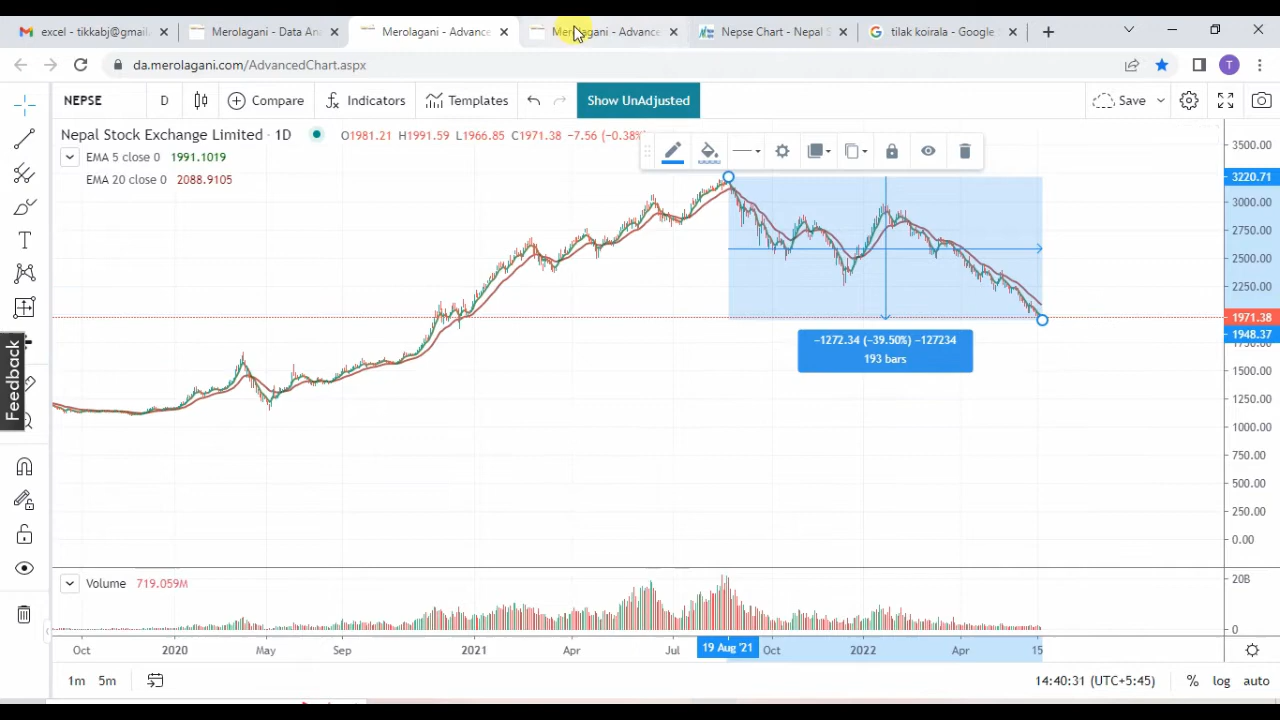 excel - tikkabj@gmail.
Merolagani - Data An
Merolagani - Advance
Merolagani - Advance
Nepse Chart - Nepal S
tilak koirala - Google
da.merolagani.com/AdvancedChart.aspx
T
NEPSE
D
Compare
Indicators
Templates
Show UnAdjusted
Save
Nepal Stock Exchange Limited · 1D
O1981.21 H1991.59 L1966.85 C1971.38 −7.56 (−0.38%)
EMA 5 close 0 1991.1019
EMA 20 close 0 2088.9105
3500.00
3220.71
3000.00
2750.00
2500.00
2250.00
1971.38
1948.37
1750.00
1500.00
1250.00
1000.00
750.00
500.00
250.00
0.00
−1272.34 (−39.50%) −127234
193 bars
Feedback
Volume 719.059M
20B
0
Oct
2020
May
Sep
2021
Apr
Jul
19 Aug '21
Oct
2022
Apr
15
1m
5m
14:40:31 (UTC+5:45)
%
log
auto